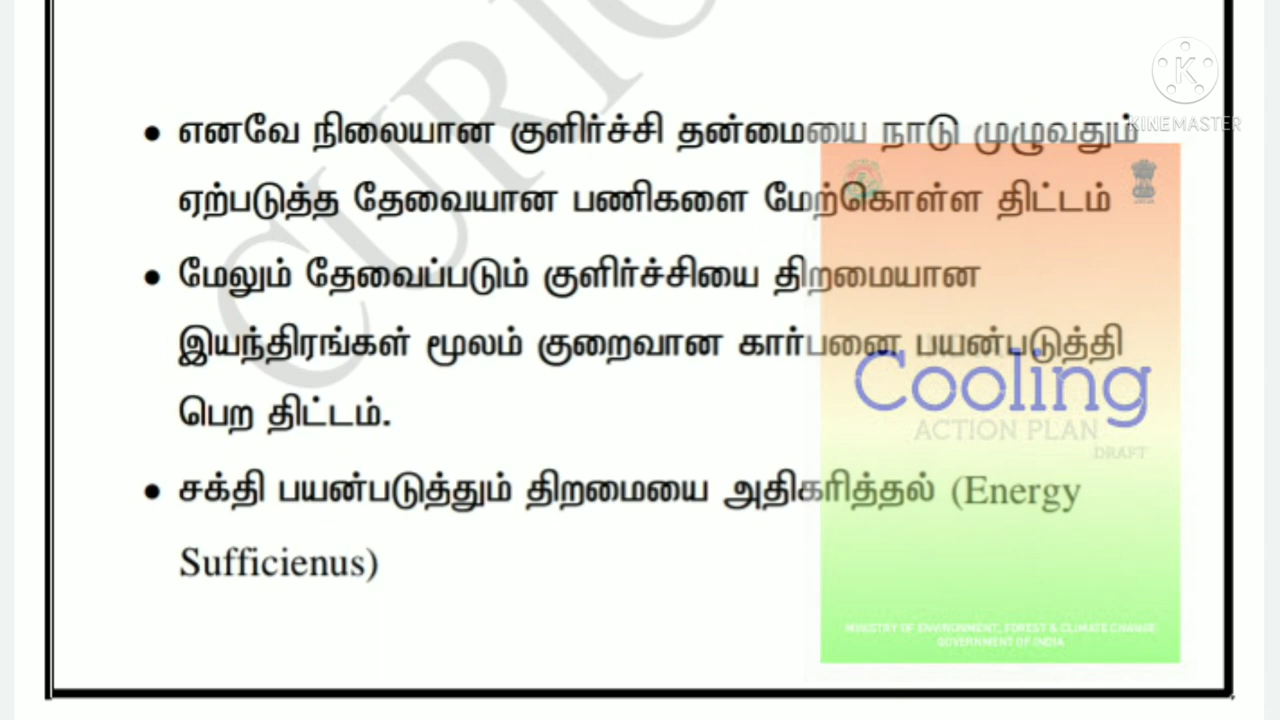 CURIO
KINEMASTER
• எனவே நிலையான குளிர்ச்சி தன்மையை நாடு முழுவதும்
ஏற்படுத்த தேவையான பணிகளை மேற்கொள்ள திட்டம்
• மேலும் தேவைப்படும் குளிர்ச்சியை திறமையான
இயந்திரங்கள் மூலம் குறைவான கார்பனை பயன்படுத்தி
பெற திட்டம்.
• சக்தி பயன்படுத்தும் திறமையை அதிகரித்தல் (Energy
Sufficienus)
Cooling
ACTION PLAN
DRAFT
MINISTRY OF ENVIRONMENT, FOREST & CLIMATE CHANGE
GOVERNMENT OF INDIA